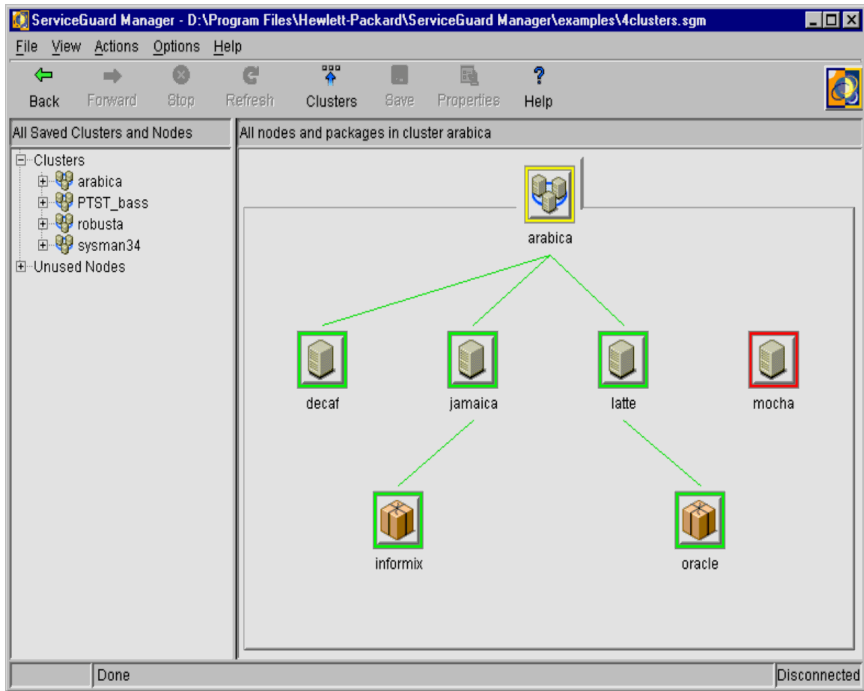 ServiceGuard Manager - D:\Program Files\Hewlett-Packard\ServiceGuard Manager\examples\4clusters.sgm
File View Actions Options Help
Back Forward Stop Refresh Clusters Save Properties Help
All Saved Clusters and Nodes
All nodes and packages in cluster arabica
Clusters
arabica
PTST_bass
robusta
sysman34
Unused Nodes
arabica
decaf jamaica latte mocha
informix oracle
Done Disconnected